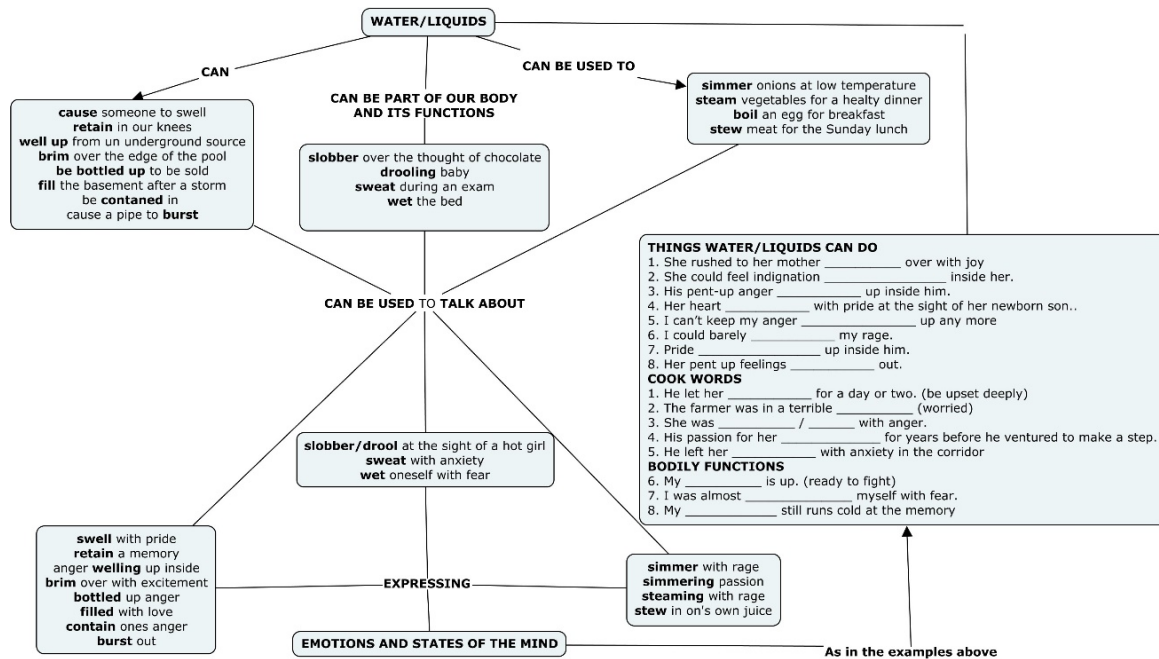 WATER/LIQUIDS
CAN
CAN BE PART OF OUR BODY
AND ITS FUNCTIONS
CAN BE USED TO
cause someone to swell
retain in our knees
well up from un underground source
brim over the edge of the pool
be bottled up to be sold
fill the basement after a storm
be contaned in
cause a pipe to burst
slobber over the thought of chocolate
drooling baby
sweat during an exam
wet the bed
simmer onions at low temperature
steam vegetables for a healty dinner
boil an egg for breakfast
stew meat for the Sunday lunch
CAN BE USED TO TALK ABOUT
slobber/drool at the sight of a hot girl
sweat with anxiety
wet oneself with fear
swell with pride
retain a memory
anger welling up inside
brim over with excitement
bottled up anger
filled with love
contain ones anger
burst out
EXPRESSING
simmer with rage
simmering passion
steaming with rage
stew in on's own juice
EMOTIONS AND STATES OF THE MIND
As in the examples above
THINGS WATER/LIQUIDS CAN DO
1. She rushed to her mother __________ over with joy
2. She could feel indignation ________________ inside her.
3. His pent-up anger ___________ up inside him.
4. Her heart ____________ with pride at the sight of her newborn son..
5. I can't keep my anger _______________ up any more
6. I could barely ___________ my rage.
7. Pride ________________ up inside him.
8. Her pent up feelings ___________ out.
COOK WORDS
1. He let her ___________ for a day or two. (be upset deeply)
2. The farmer was in a terrible __________ (worried)
3. She was __________ / ______ with anger.
4. His passion for her _____________ for years before he ventured to make a step.
5. He left her ___________ with anxiety in the corridor
BODILY FUNCTIONS
6. My __________ is up. (ready to fight)
7. I was almost ______________ myself with fear.
8. My ____________ still runs cold at the memory